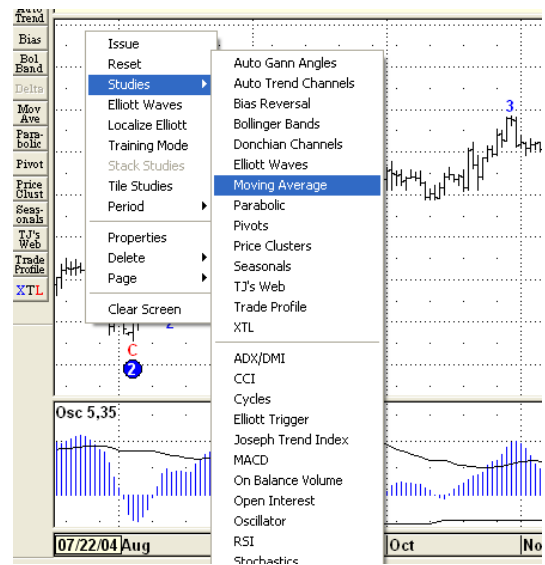 Auto
Trend
Bias
Bol
Band
Delta
Mov
Ave
Para-
bolic
Pivot
Price
Clust
Seas-
onals
TJ's
Web
Trade
Profile
XTL
Issue
Reset
Studies
Elliott Waves
Localize Elliott
Training Mode
Stack Studies
Tile Studies
Period
Properties
Delete
Page
Clear Screen
Auto Gann Angles
Auto Trend Channels
Bias Reversal
Bollinger Bands
Donchian Channels
Elliott Waves
Moving Average
Parabolic
Pivots
Price Clusters
Seasonals
TJ's Web
Trade Profile
XTL
ADX/DMI
CCI
Cycles
Elliott Trigger
Joseph Trend Index
MACD
On Balance Volume
Open Interest
Oscillator
RSI
Stochastics
3
2
C
2
Osc 5,35
07/22/04 Aug Oct No